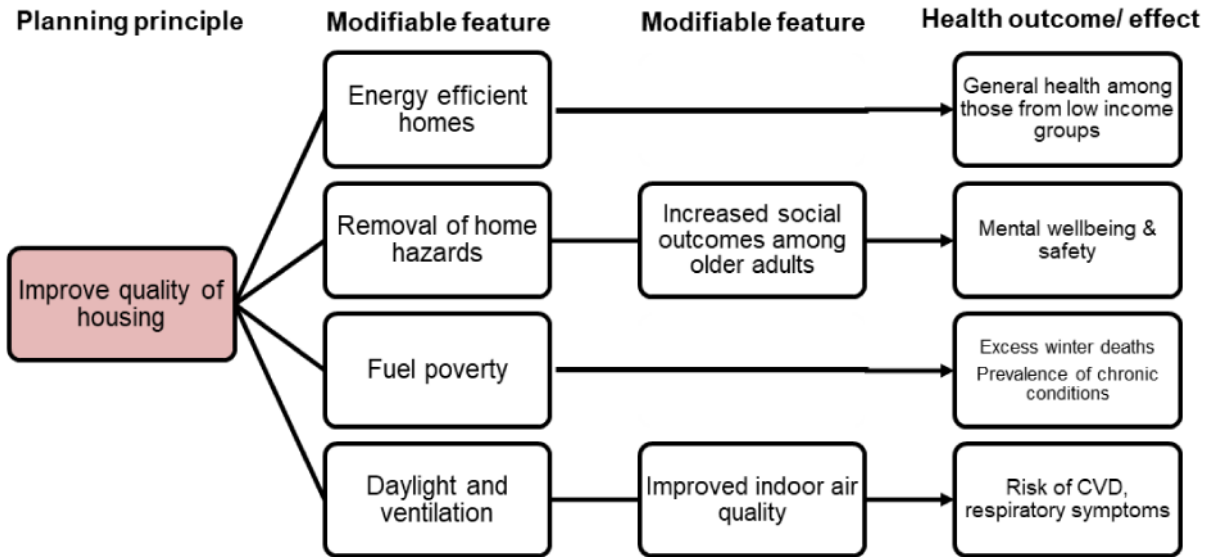 Planning principle
Modifiable feature
Modifiable feature
Health outcome/ effect
Improve quality of
housing
Energy efficient
homes
General health among
those from low income
groups
Removal of home
hazards
Increased social
outcomes among
older adults
Mental wellbeing &
safety
Fuel poverty
Excess winter deaths
Prevalence of chronic
conditions
Daylight and
ventilation
Improved indoor air
quality
Risk of CVD,
respiratory symptoms